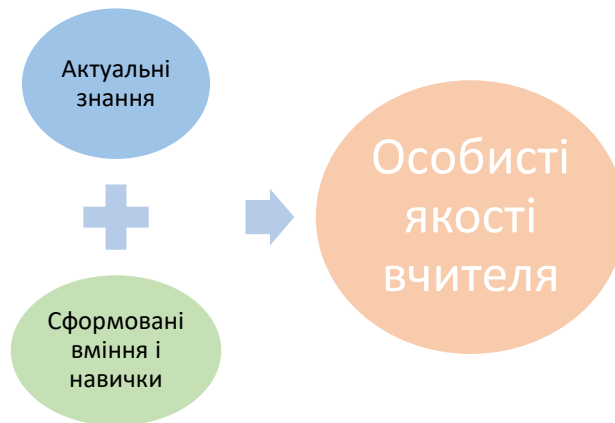 Актуальні
знання
Сформовані
вміння і
навички
Особисті
якості
вчителя